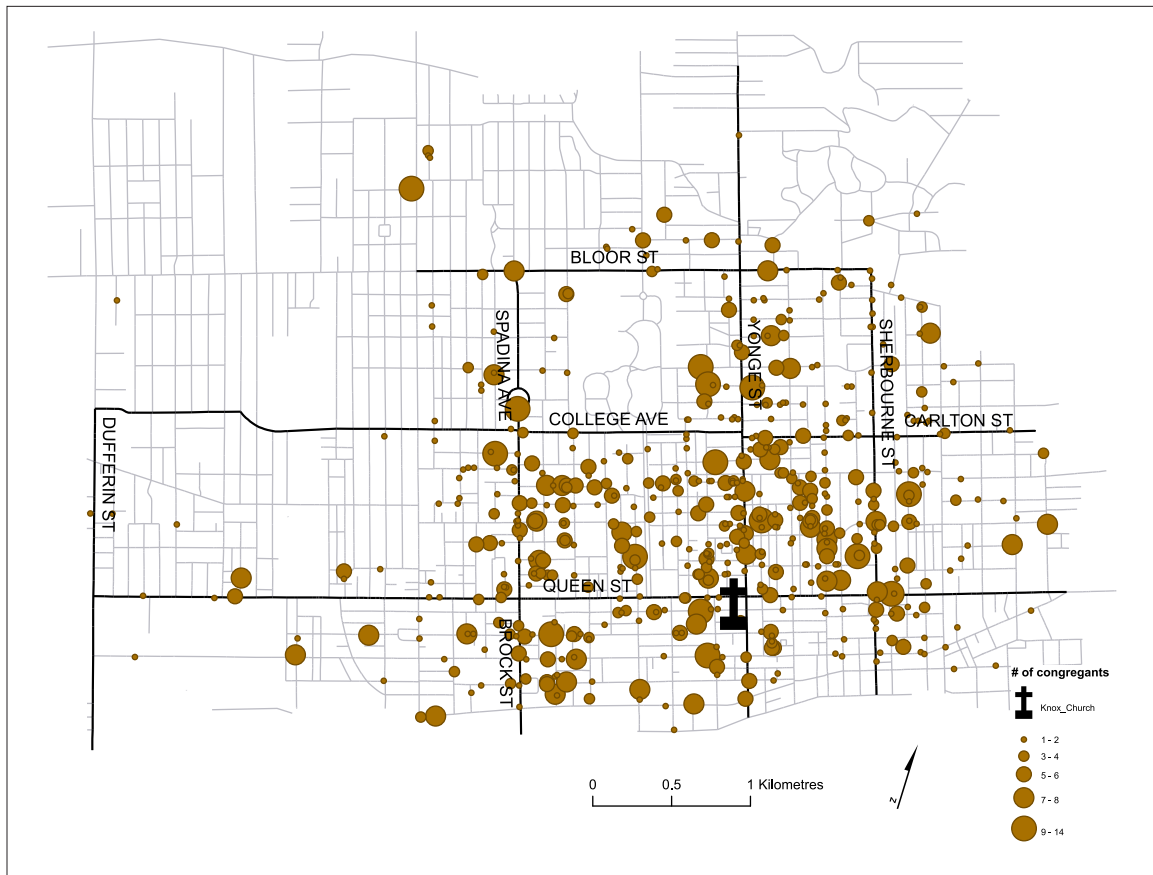 BLOOR ST
SPADINA AVE
YONGE ST
SHERBOURNE ST
COLLEGE AVE
CARLTON ST
DUFFERIN ST
QUEEN ST
BROCK ST
# of congregants
Knox_Church
1 - 2
3 - 4
5 - 6
7 - 8
9 - 14
0 0.5 1 Kilometres
z